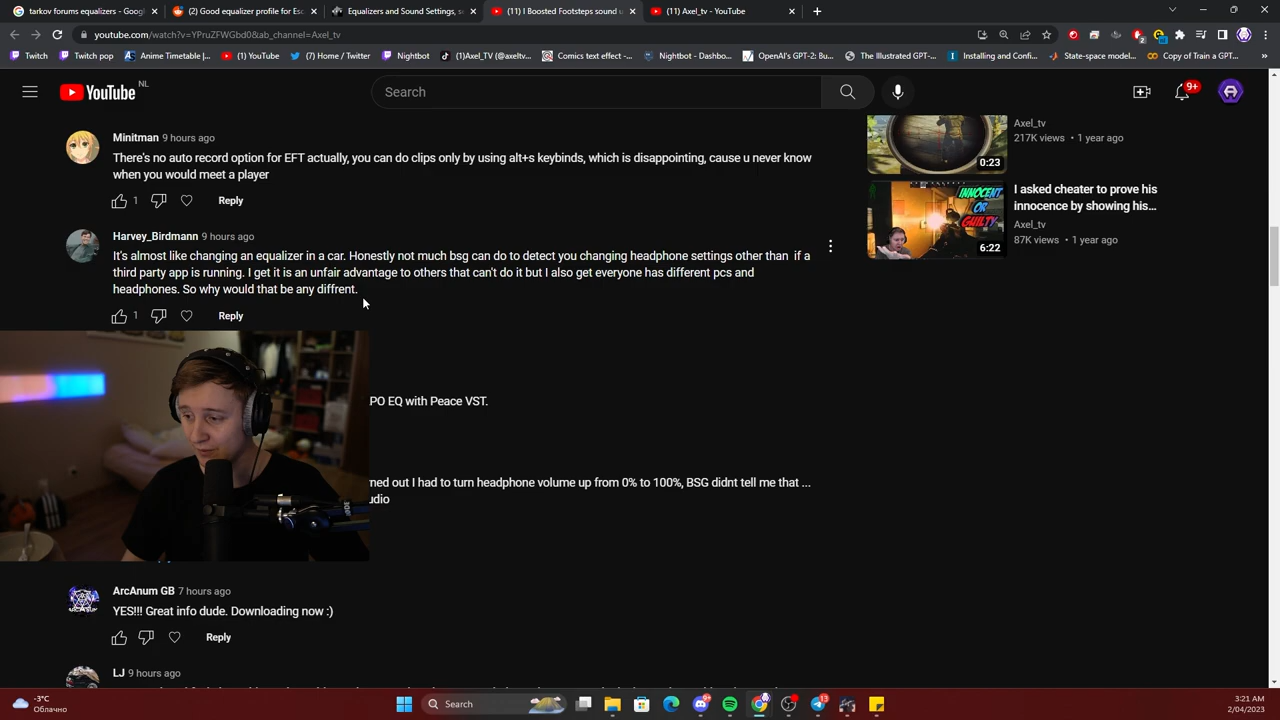 tarkov forums equalizers - Googl
(2) Good equalizer profile for Esc
Equalizers and Sound Settings, se
(11) I Boosted Footsteps sound u
(11) Axel_tv - YouTube
youtube.com/watch?v=YPruZFWGbd0&ab_channel=Axel_tv
Twitch
Twitch pop
Anime Timetable |...
(1) YouTube
(7) Home / Twitter
Nightbot
(1)Axel_TV (@axeltv...
Comics text effect -...
Nightbot - Dashbo...
OpenAI's GPT-2: Bu...
The Illustrated GPT-...
Installing and Confi...
State-space model...
Copy of Train a GPT...
YouTube NL
Search
9+
Minitman 9 hours ago
There's no auto record option for EFT actually, you can do clips only by using alt+s keybinds, which is disappointing, cause u never know
when you would meet a player
1
Reply
Harvey_Birdmann 9 hours ago
It's almost like changing an equalizer in a car. Honestly not much bsg can do to detect you changing headphone settings other than if a
third party app is running. I get it is an unfair advantage to others that can't do it but I also get everyone has different pcs and
headphones. So why would that be any diffrent.
1
Reply
PO EQ with Peace VST.
ned out I had to turn headphone volume up from 0% to 100%, BSG didnt tell me that ...
udio
ArcAnum GB 7 hours ago
YES!!! Great info dude. Downloading now :)
Reply
LJ 9 hours ago
Axel_tv
217K views • 1 year ago
0:23
I asked cheater to prove his
innocence by showing his...
Axel_tv
87K views • 1 year ago
INNOCENT
OR
GUILTY
6:22
-3°C
Облачно
Search
3:21 AM
2/04/2023